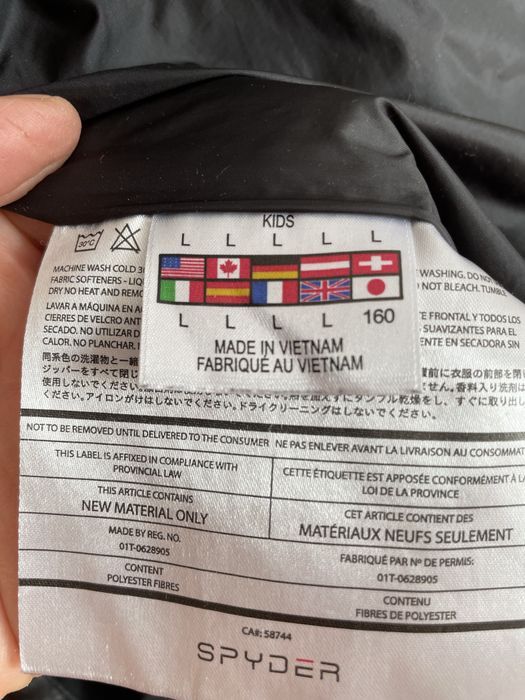 KIDS
L L L L L
L L L L 160
MADE IN VIETNAM
FABRIQUÉ AU VIETNAM
30°C
MACHINE WASH COLD
WASHING. DO
FABRIC SOFTENERS -
NOT BLEACH. TUMBLE
DRY NO HEAT AND
LAVAR A MÁQUINA EN
FRONTAL Y TODOS LOS
CIERRES DE VELCRO ANT
SUAVIZANTES PARA EL
SECADO. NO UTILIZAR
EN SECADORA SIN
CALOR. NO PLANCHAR.
同系色の洗濯物と一緒
前に衣服の前部を閉
ジッパーをすべて閉じ
せん。香料入り洗剤
使用しないでください。
乾燥をし、すぐに取り出し
ください。アイロンがけはしないでください。ドライクリーニングはしないでください。
NOT TO BE REMOVED UNTIL DELIVERED TO THE CONSUMER NE PAS ENLEVER AVANT LA LIVRAISON AU CONSOMMAT
THIS LABEL IS AFFIXED IN COMPLIANCE WITH
PROVINCIAL LAW
CETTE ÉTIQUETTE EST APPOSÉE CONFORMÉMENT À LA
LOI DE LA PROVINCE
THIS ARTICLE CONTAINS
NEW MATERIAL ONLY
CET ARTICLE CONTIENT DES
MATÉRIAUX NEUFS SEULEMENT
MADE BY REG. NO.
01T-0628905
FABRIQUÉ PAR Nº DE PERMIS:
01T-0628905
CONTENT
POLYESTER FIBRES
CONTENU
FIBRES DE POLYESTER
CA#: 58744
SPYDER